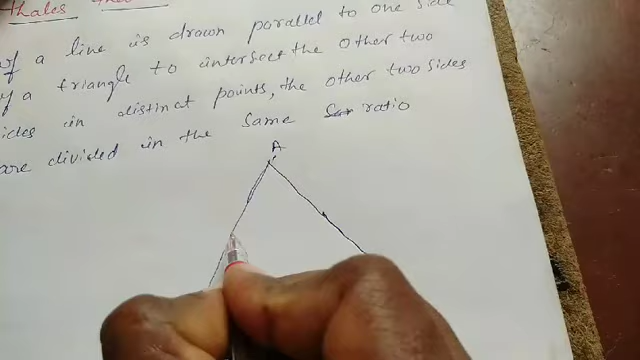 Thales
If a line is drawn parallel to one side
of a triangle to intersect the other two
sides in distinct points, the other two sides
are divided in the same ratio
A